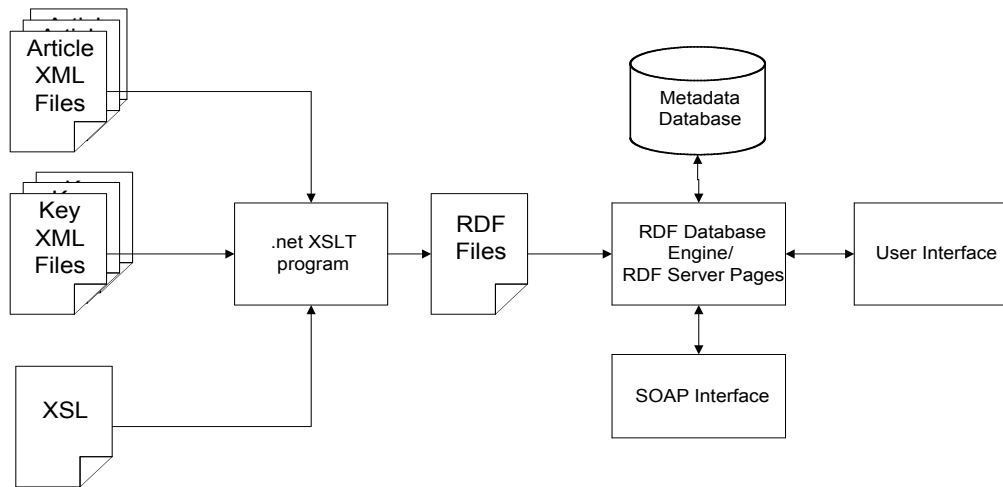 Article
XML
Files
Key
XML
Files
XSL
.net XSLT
program
RDF
Files
Metadada
Database
RDF Database
Engine/
RDF Server Pages
User Interface
SOAP Interface